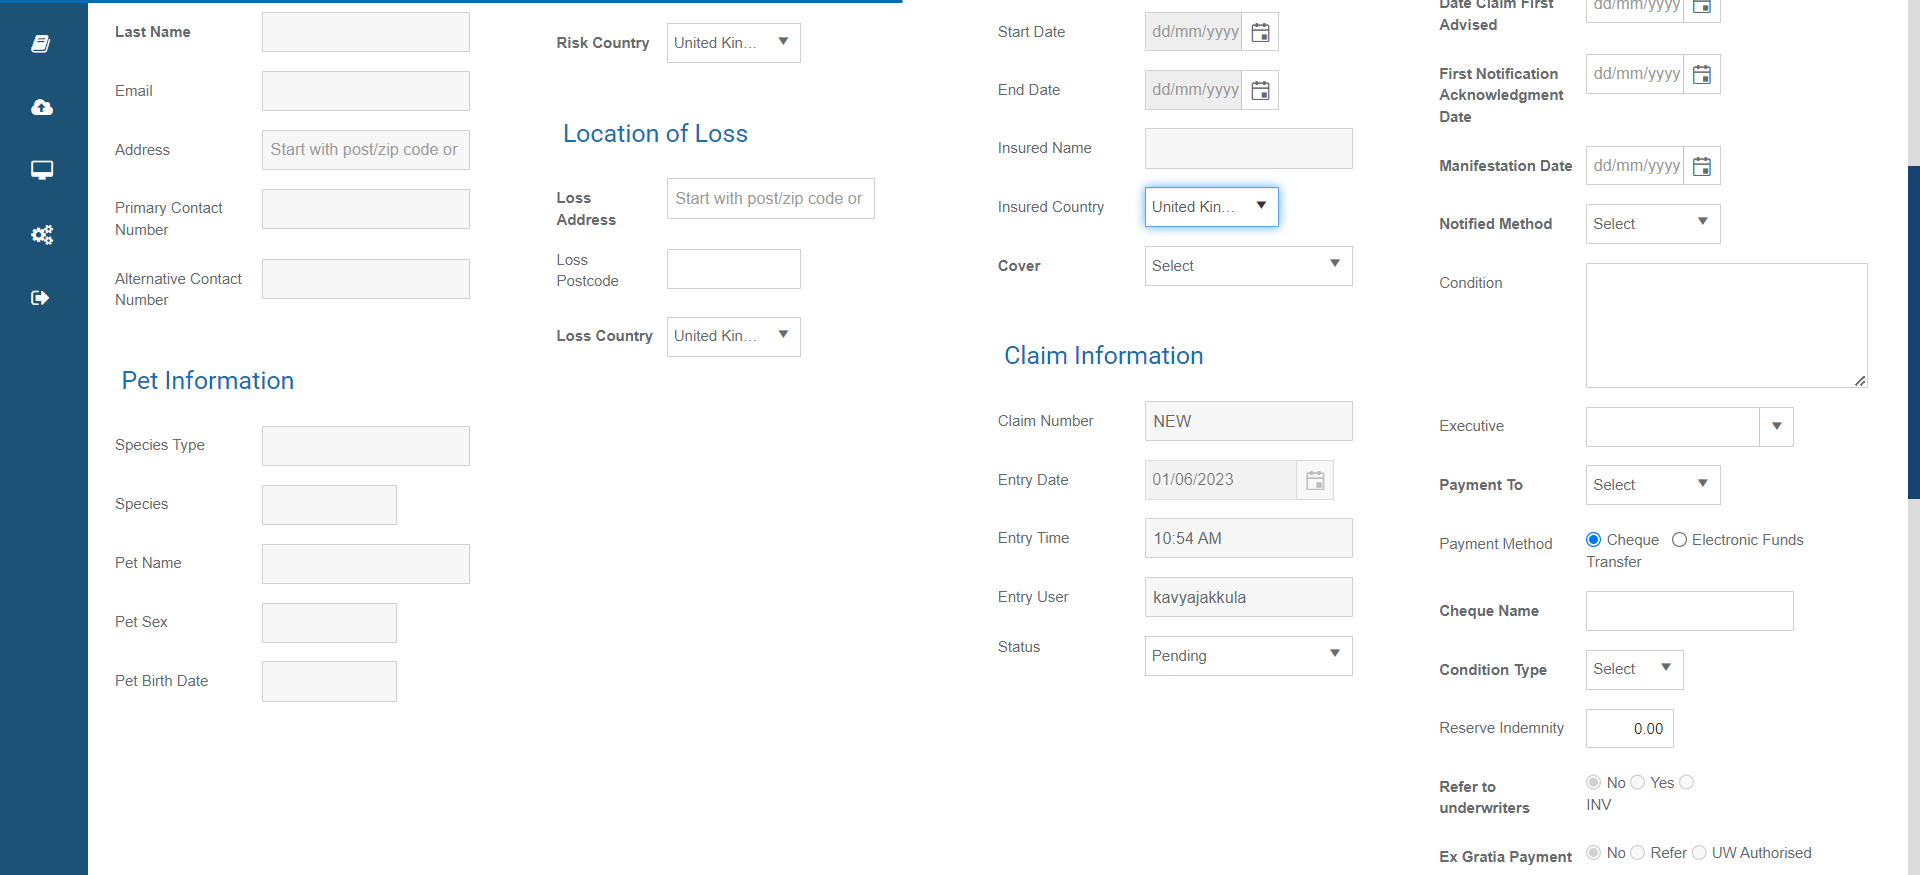 Last Name
Email
Address Start with post/zip code or
Primary Contact
Number
Alternative Contact
Number
Pet Information
Species Type
Species
Pet Name
Pet Sex
Pet Birth Date
Risk Country United Kin...
Location of Loss
Loss
Address Start with post/zip code or
Loss
Postcode
Loss Country United Kin...
Start Date dd/mm/yyyy
End Date dd/mm/yyyy
Insured Name
Insured Country United Kin...
Cover Select
Claim Information
Claim Number NEW
Entry Date 01/06/2023
Entry Time 10:54 AM
Entry User kavyajakkula
Status Pending
Date Claim First
Advised dd/mm/yyyy
First Notification
Acknowledgment
Date dd/mm/yyyy
Manifestation Date dd/mm/yyyy
Notified Method Select
Condition
Executive
Payment To Select
Payment Method Cheque Electronic Funds
Transfer
Cheque Name
Condition Type Select
Reserve Indemnity 0.00
Refer to
underwriters No Yes
INV
Ex Gratia Payment No Refer UW Authorised